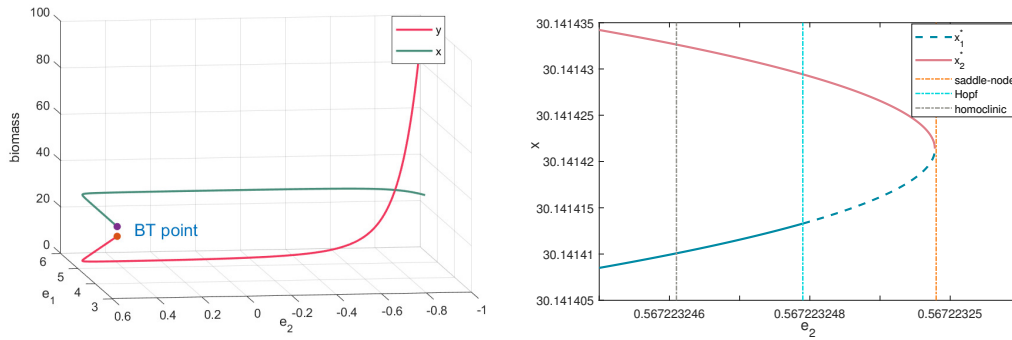 100
80
60
40
20
0
biomass
6
5
4
3
e1
0.6
0.4
0.2
0
-0.2
-0.4
-0.6
-0.8
-1
e2
y
x
BT point
30.141435
30.14143
30.141425
30.14142
30.141415
30.14141
30.141405
x
0.567223246
0.567223248
0.56722325
e2
x1*
x2*
saddle-node
Hopf
homoclinic